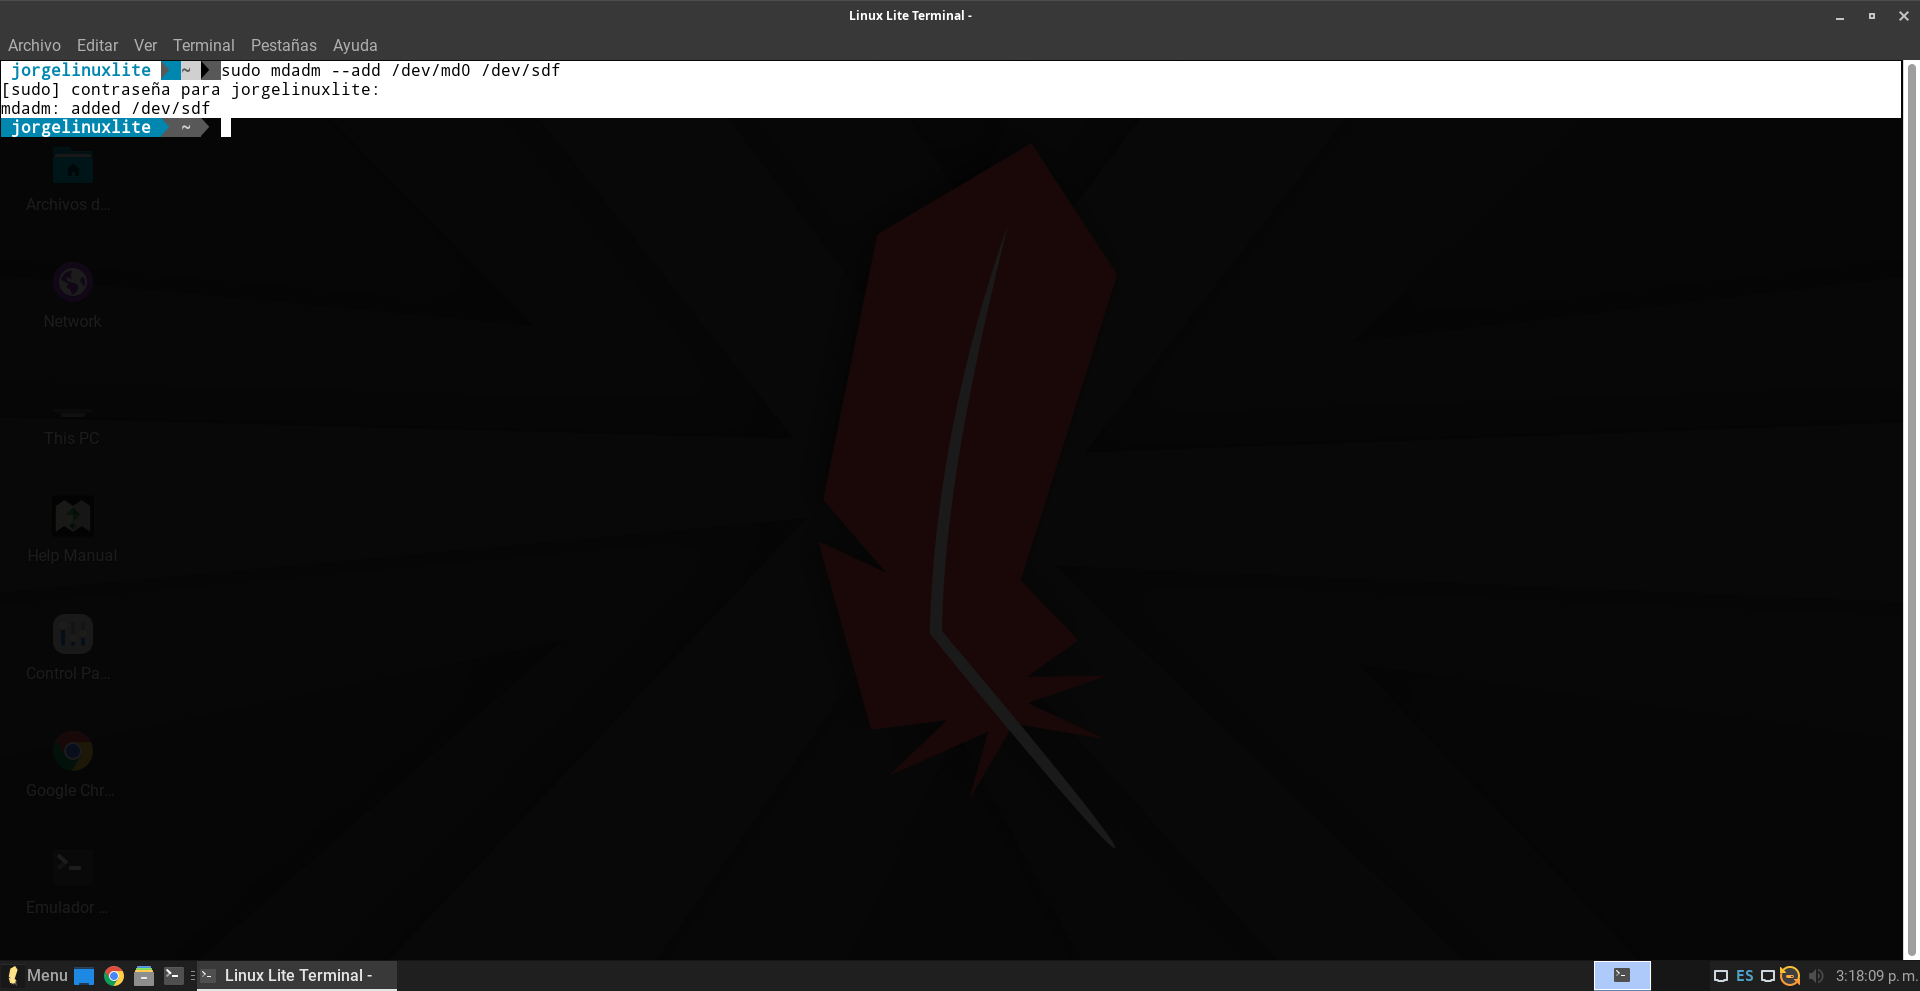 Linux Lite Terminal -
Archivo Editar Ver Terminal Pestañas Ayuda
jorgelinuxlite ~ sudo mdadm --add /dev/md0 /dev/sdf
[sudo] contraseña para jorgelinuxlite:
mdadm: added /dev/sdf
jorgelinuxlite ~
Archivos d...
Network
This PC
Help Manual
Control Pa...
Google Chr...
Emulador ...
Menu Linux Lite Terminal - ES 3:18:09 p. m.